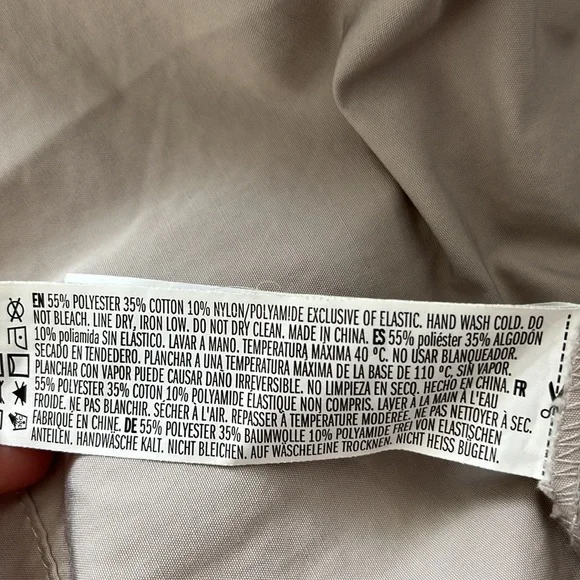 EN 55% POLYESTER 35% COTTON 10% NYLON/POLYAMIDE EXCLUSIVE OF ELASTIC. HAND WASH COLD. DO
NOT BLEACH. LINE DRY, IRON LOW. DO NOT DRY CLEAN. MADE IN CHINA. ES 55% poliéster 35% ALGODÓN
10% poliamida SIN ELÁSTICO. LAVAR A MANO. TEMPERATURA MÁXIMA 40 ºC. NO USAR BLANQUEADOR.
SECADO EN TENDEDERO. PLANCHAR A UNA TEMPERATURA MÁXIMA DE LA BASE DE 110 ºC, SIN VAPOR.
PLANCHAR CON VAPOR PUEDE CAUSAR DAÑO IRREVERSIBLE. NO LIMPIEZA EN SECO. HECHO EN CHINA. FR
55% POLYESTER 35% COTON, 10% POLYAMIDE ÉLASTIQUE NON COMPRIS. LAVER À LA MAIN À L'EAU
FROIDE. NE PAS BLANCHIR. SÉCHER À L'AIR. REPASSER À TEMPÉRATURE MODÉRÉE. NE PAS NETTOYER À SEC.
FABRIQUÉ EN CHINE. DE 55% POLYESTER 35% BAUMWOLLE 10% POLYAMID, FREI VON ELASTISCHEN
ANTEILEN. HANDWÄSCHE KALT. NICHT BLEICHEN. AUF WÄSCHELEINE TROCKNEN. NICHT HEISS BÜGELN.